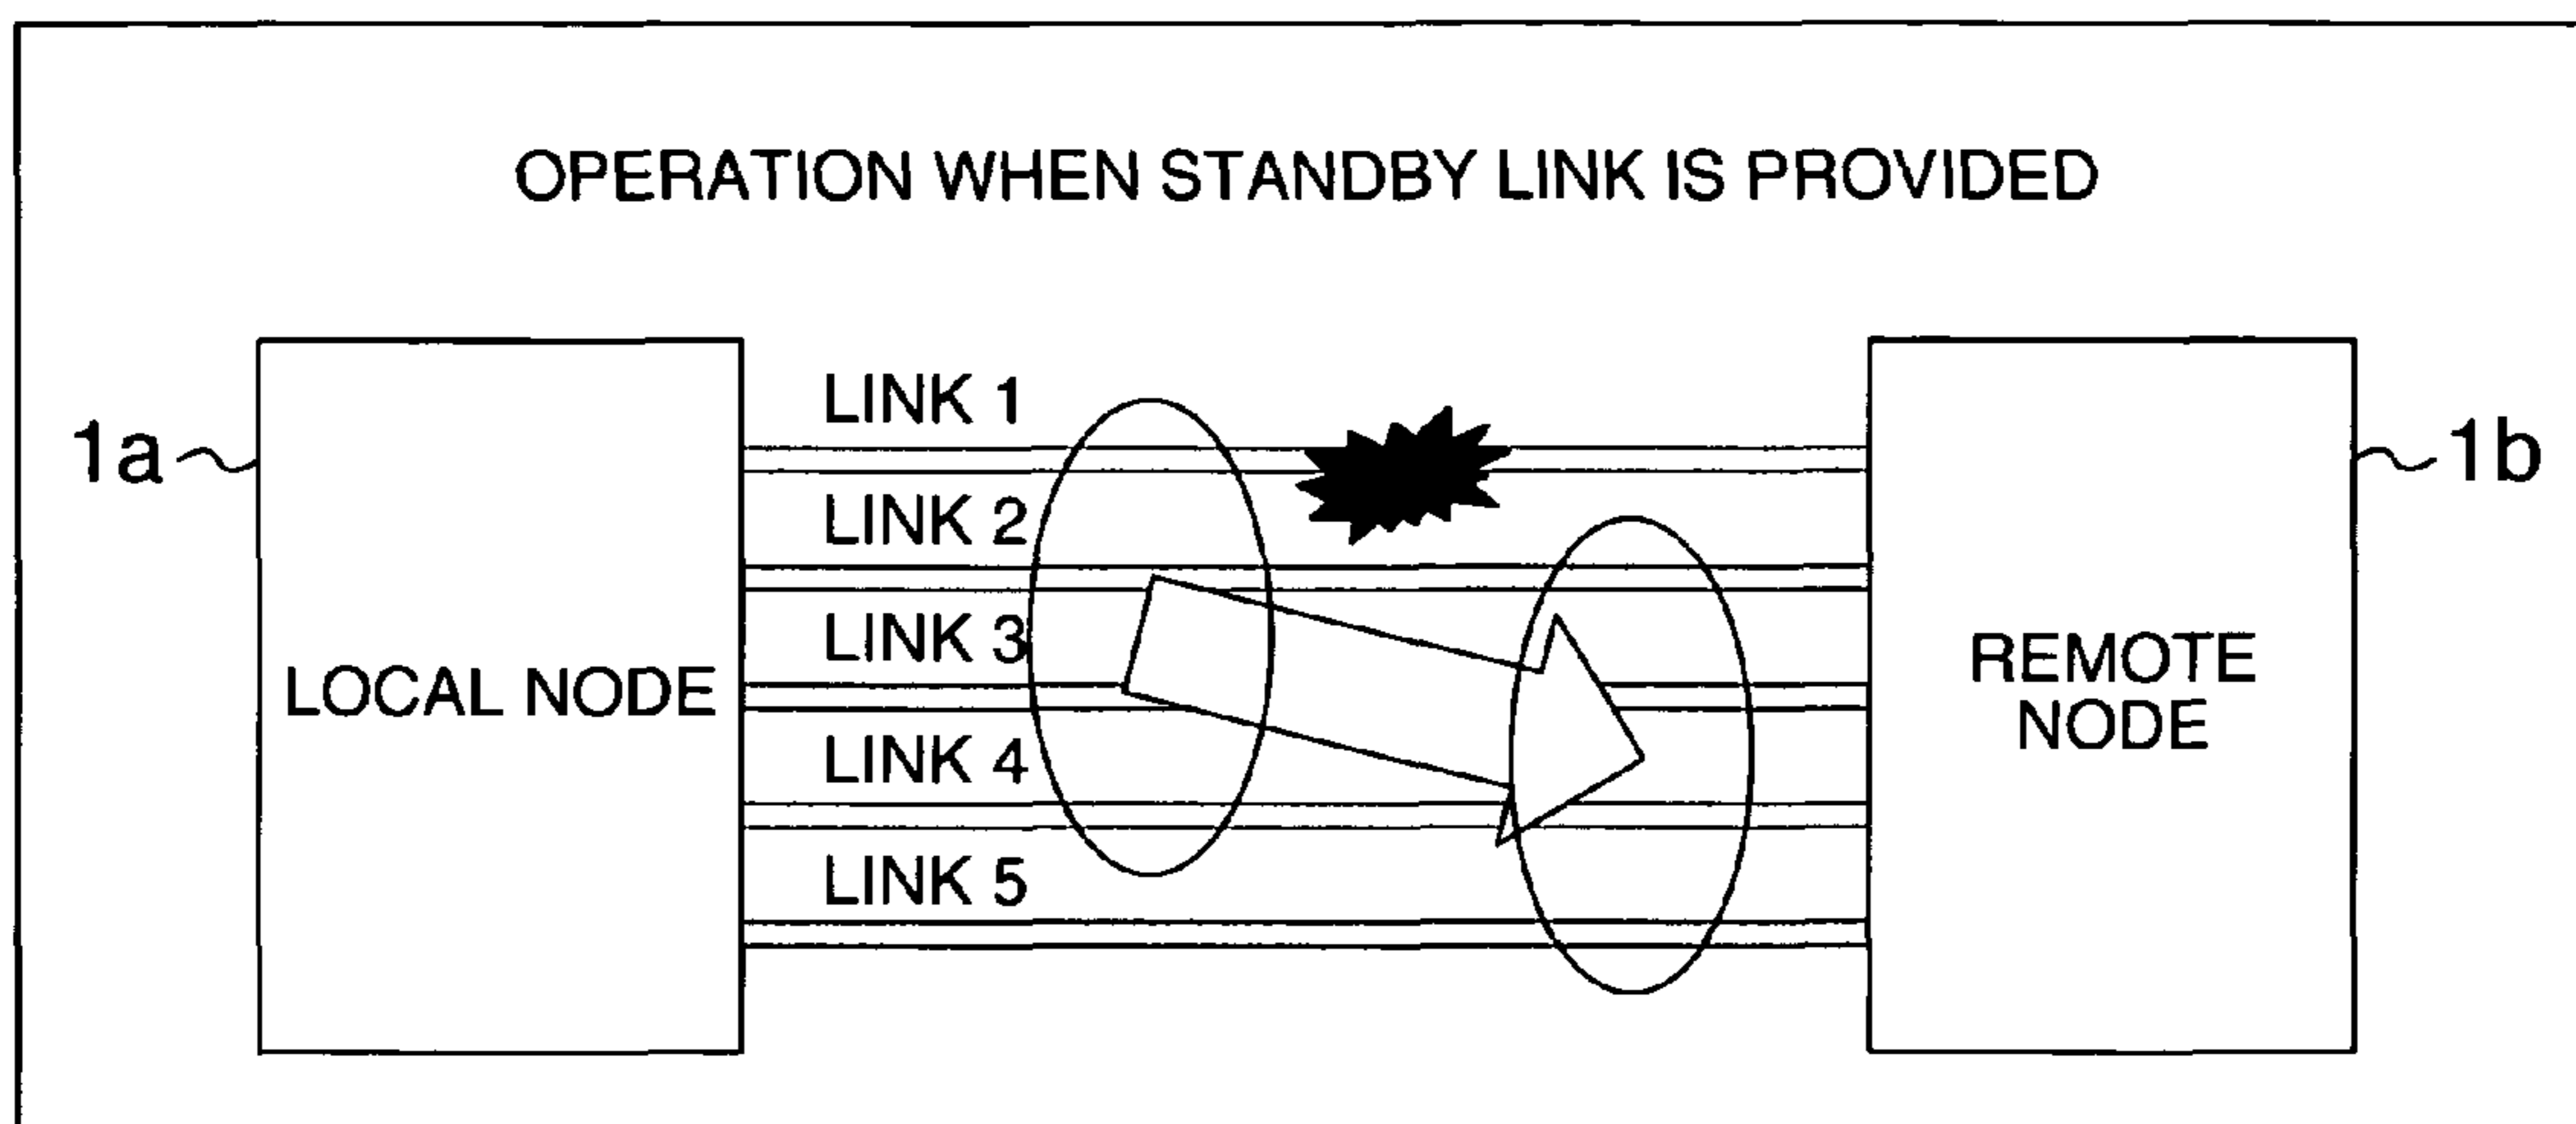 OPERATION WHEN STANDBY LINK IS PROVIDED
1a
LOCAL NODE
LINK 1
LINK 2
LINK 3
LINK 4
LINK 5
REMOTE
NODE
1b